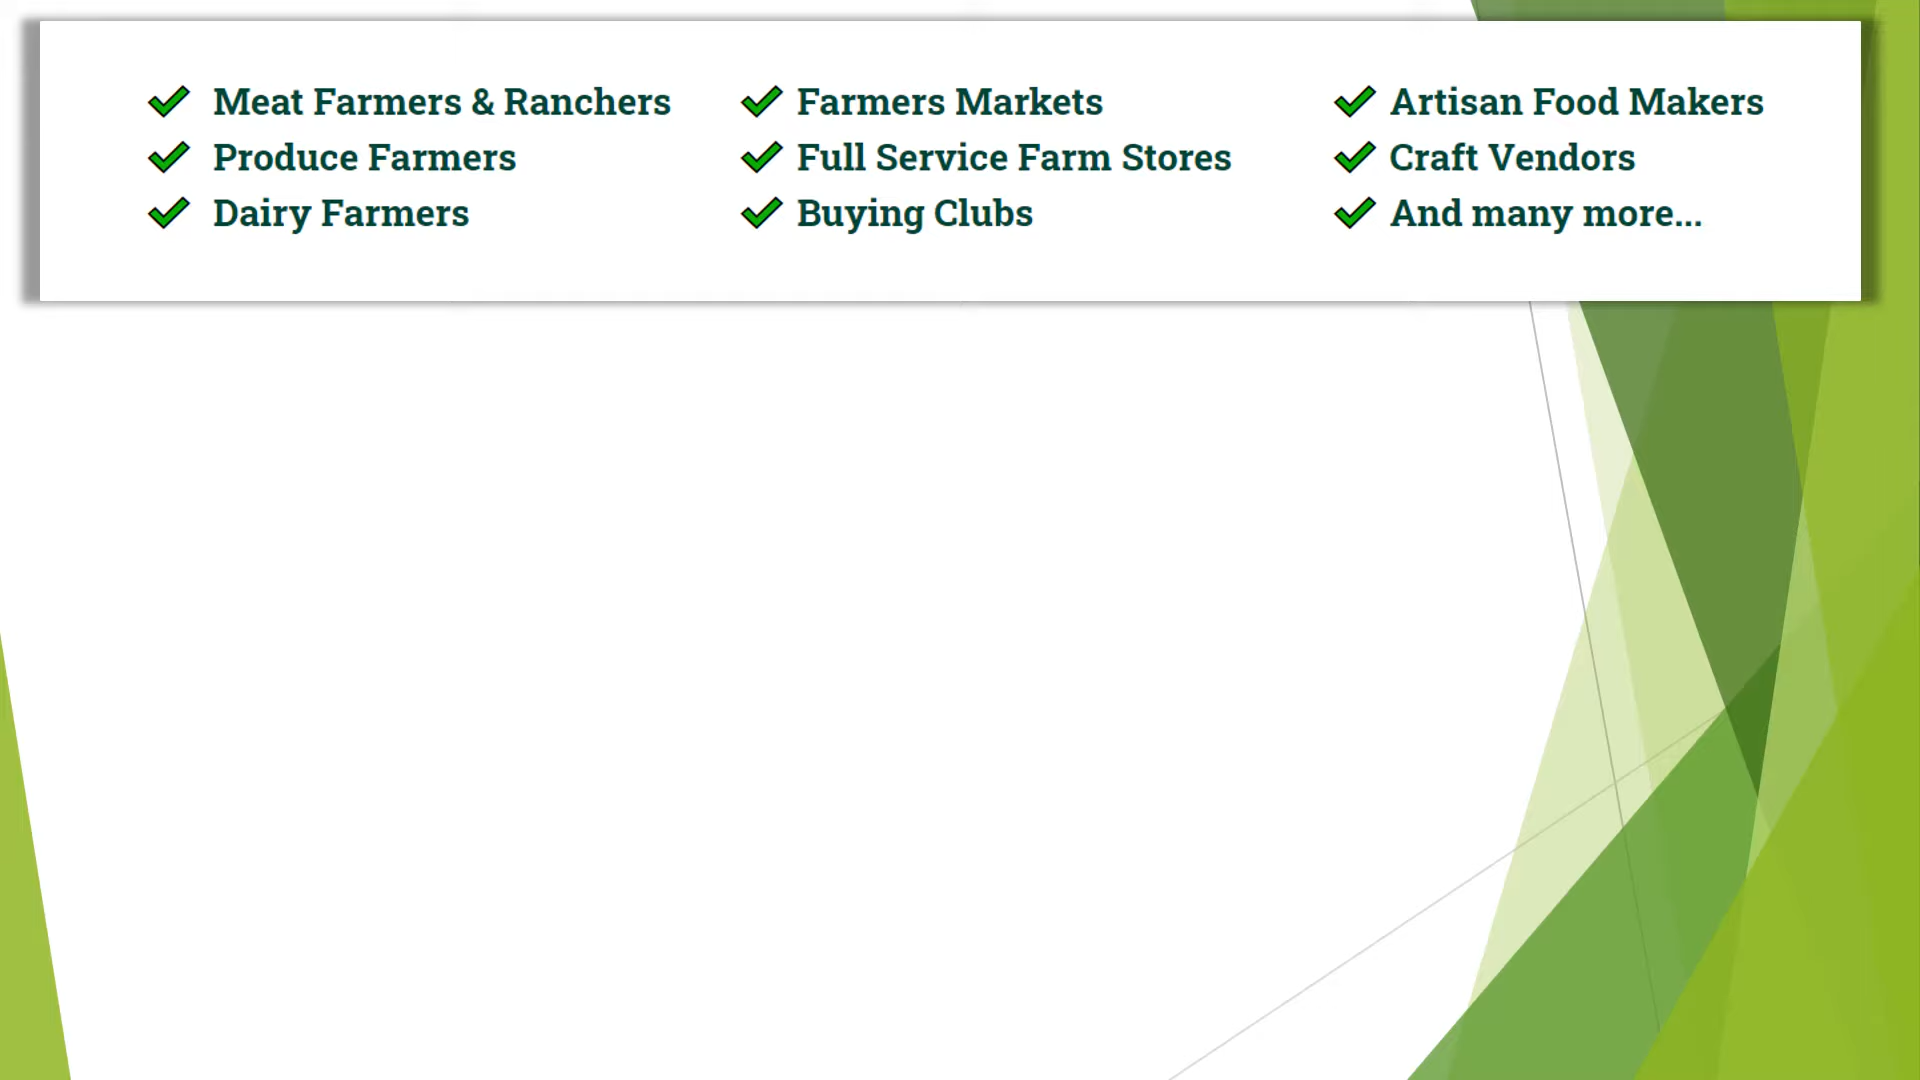 Meat Farmers & Ranchers
Produce Farmers
Dairy Farmers
Farmers Markets
Full Service Farm Stores
Buying Clubs
Artisan Food Makers
Craft Vendors
And many more...